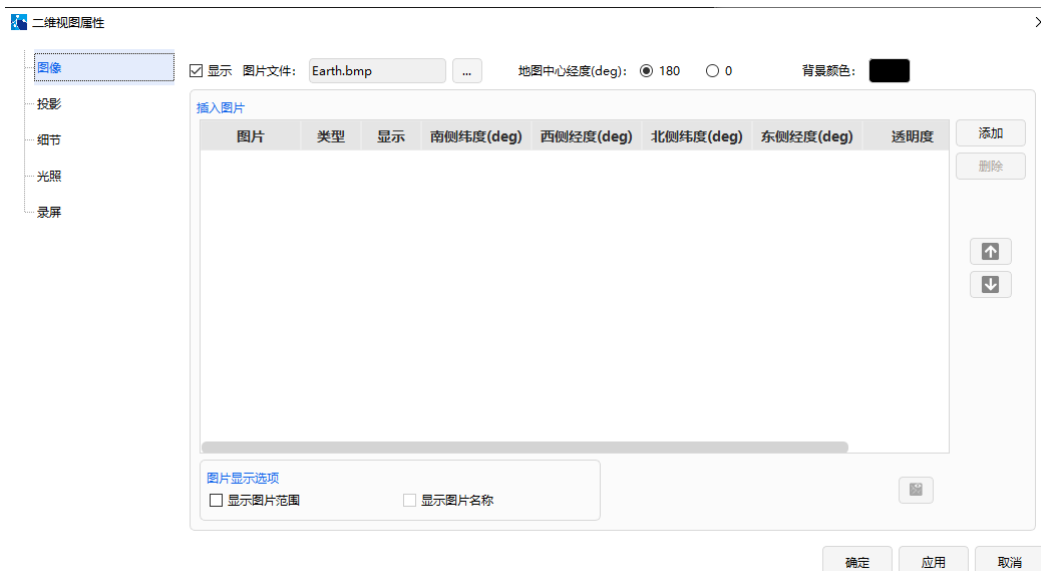 二维视图属性
图像
投影
细节
光照
录屏
显示 图片文件: Earth.bmp ... 地图中心经度(deg): 180 0 背景颜色:
插入图片
图片 类型 显示 南侧纬度(deg) 西侧经度(deg) 北侧纬度(deg) 东侧经度(deg) 透明度
添加
删除
图片显示选项
显示图片范围 显示图片名称
确定 应用 取消